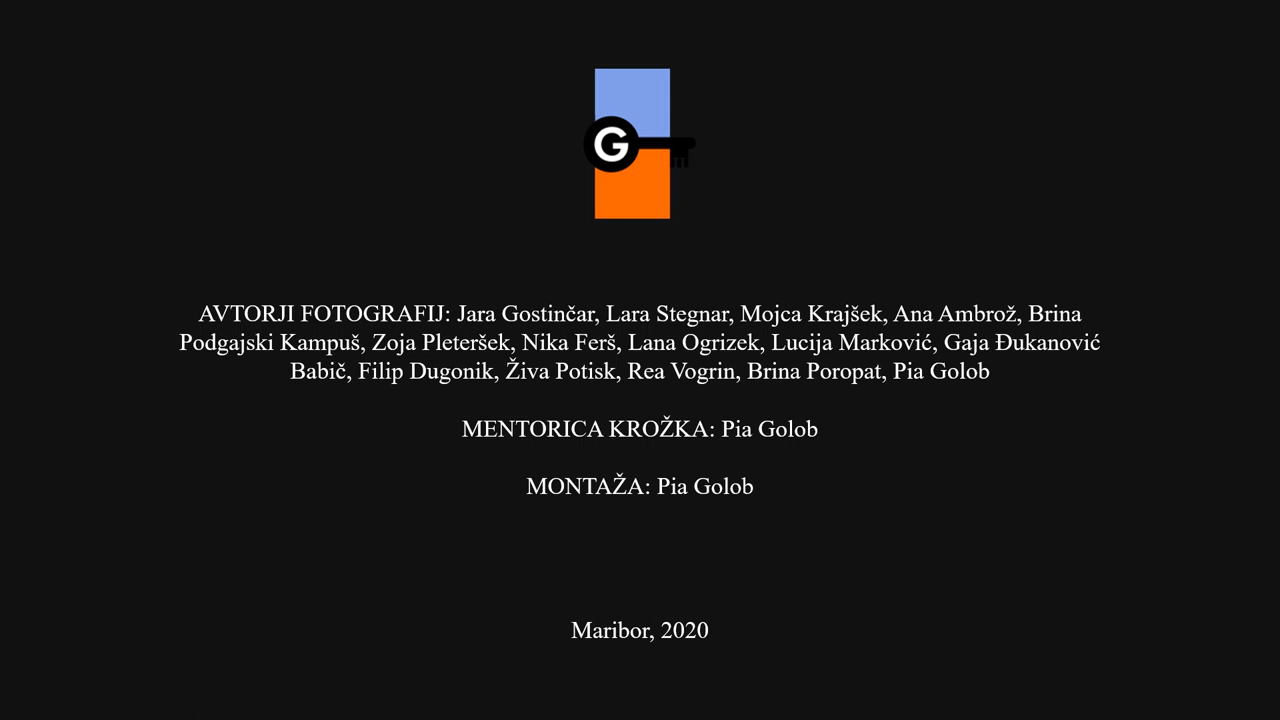 G
AVTORJI FOTOGRAFIJ: Jara Gostinčar, Lara Stegnar, Mojca Krajšek, Ana Ambrož, Brina
Podgajski Kampuš, Zoja Pleteršek, Nika Ferš, Lana Ogrizek, Lucija Marković, Gaja Đukanović
Babič, Filip Dugonik, Živa Potisk, Rea Vogrin, Brina Poropat, Pia Golob
MENTORICA KROŽKA: Pia Golob
MONTAŽA: Pia Golob
Maribor, 2020